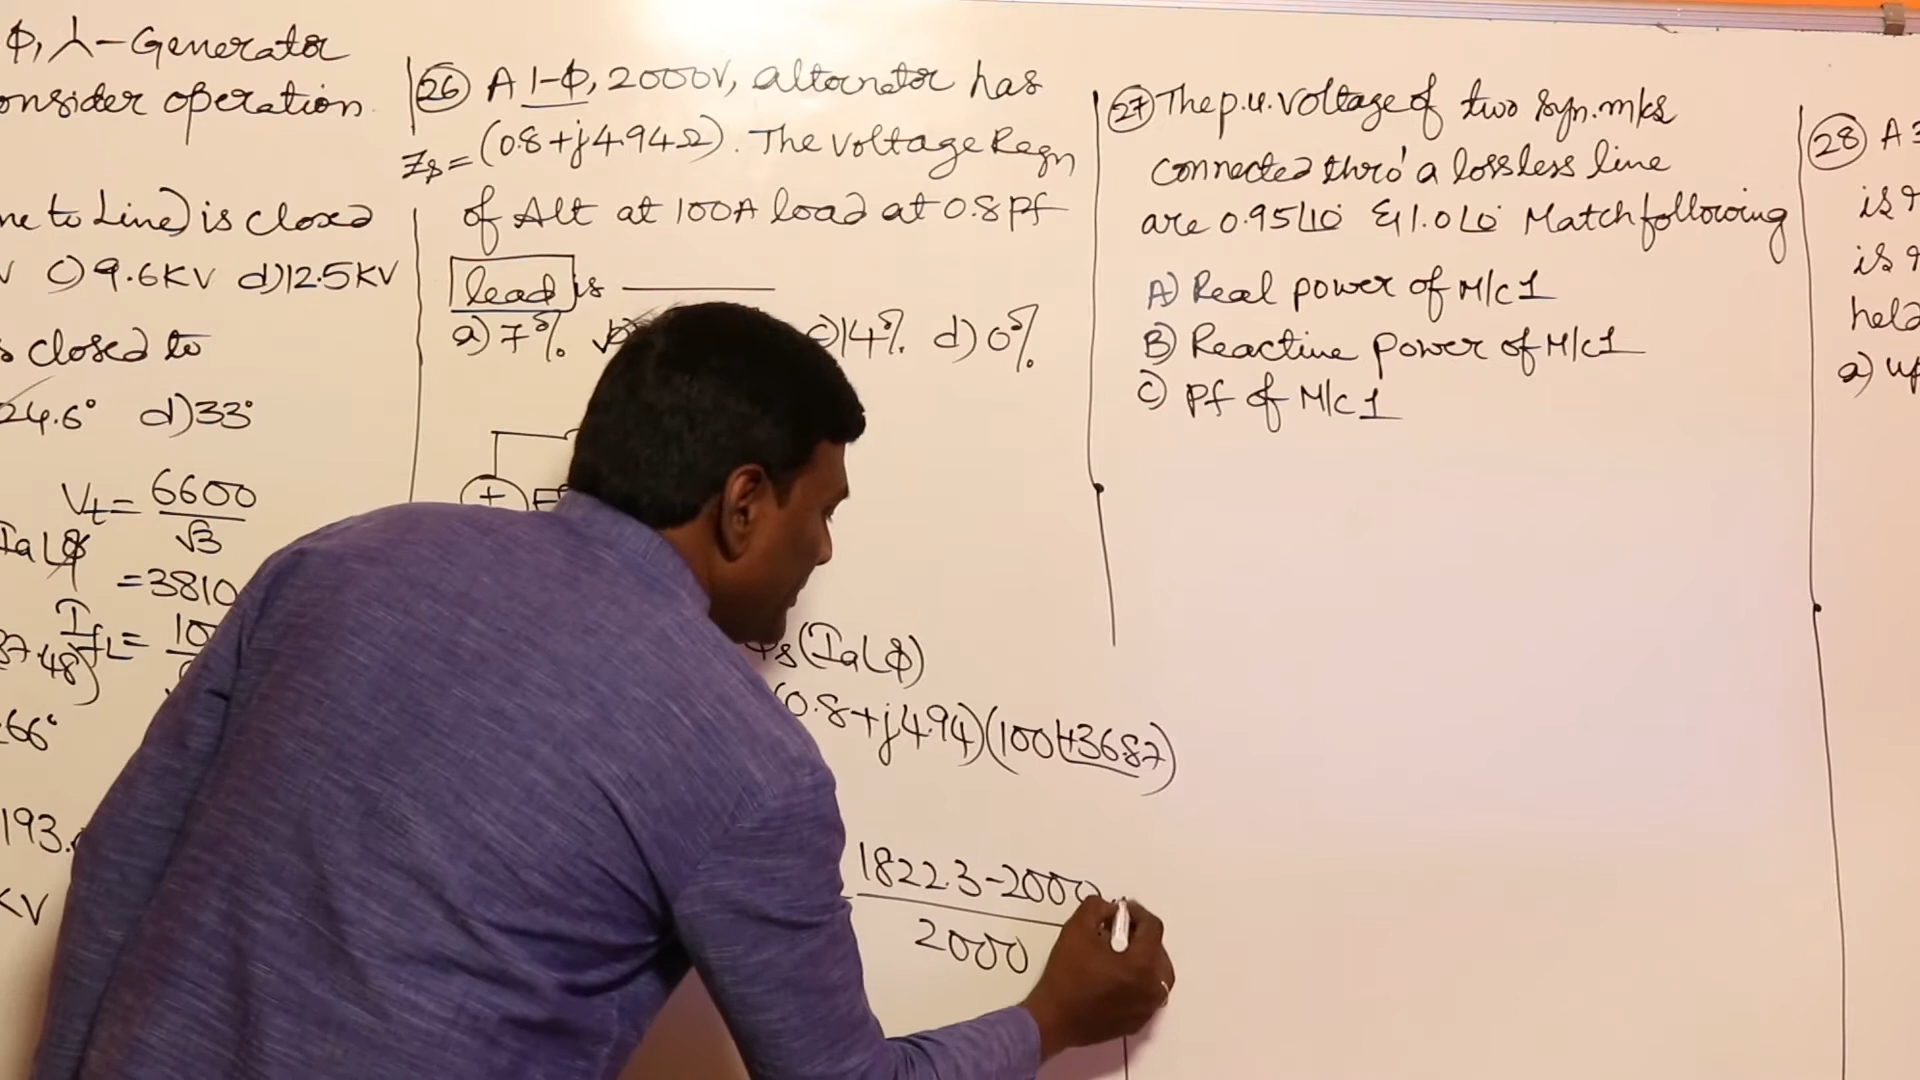 Φ, ⅄-Generator
onsider operation
ne to Line) is closed
V c) 9.6KV d) 12.5KV
closed to
24.6° d) 33°
Vt = 6600/√3
Ia∠φ
= 3810
IfL = 10
87.48)
.66°
193.
KV
26 A 1-Φ, 2000V, alternator has
Zs = (0.8+j4.94Ω). The Voltage Regn
of Alt at 100A load at 0.8 Pf
lead is ______
a) 7% c) 14% d) 0%
+ E
s(Ia∠φ)
(0.8+j4.94)(100∠+36.87)
1822.3-2000
2000
27 The p.u. voltage of two syn. m/cs
connected thro' a lossless line
are 0.95∠10° & 1.0∠0° Match following
A) Real power of M/c 1
B) Reactive power of M/c 1
C) Pf of M/c 1
28 A 3
is
is
held
a) up